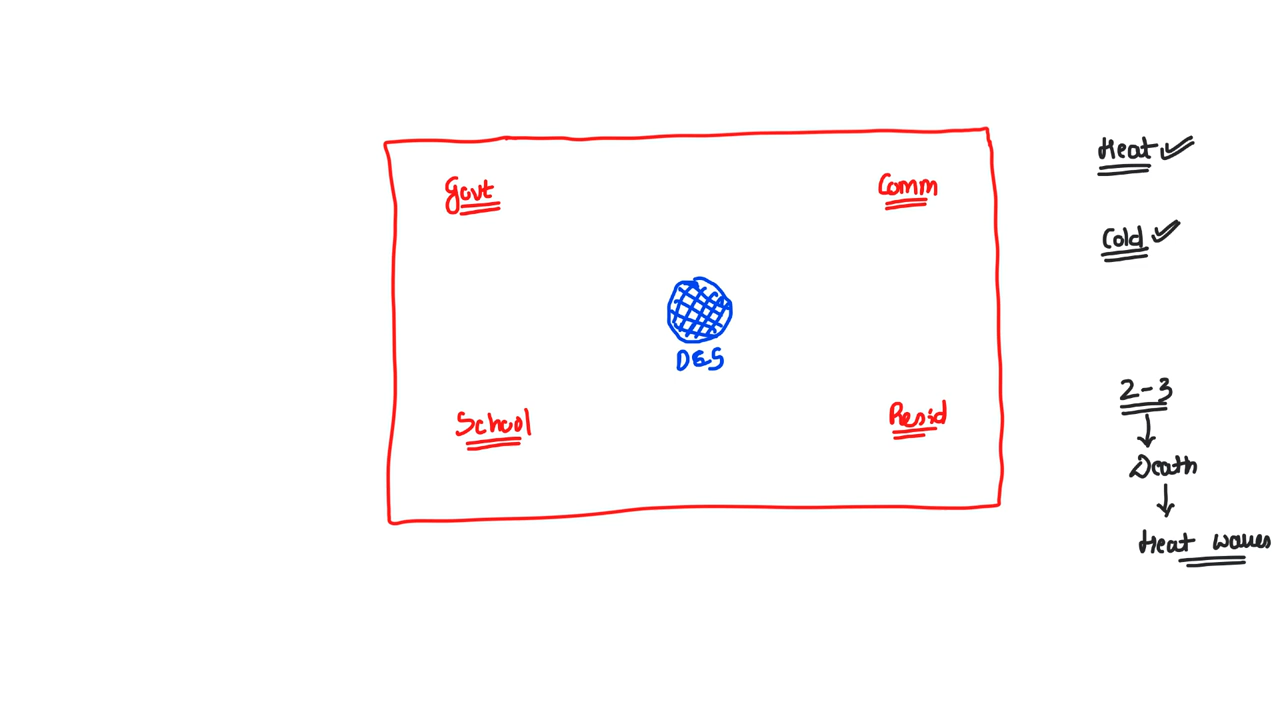 Govt
Comm
DES
School
Resid
Heat
Cold
2-3
Death
Heat waves